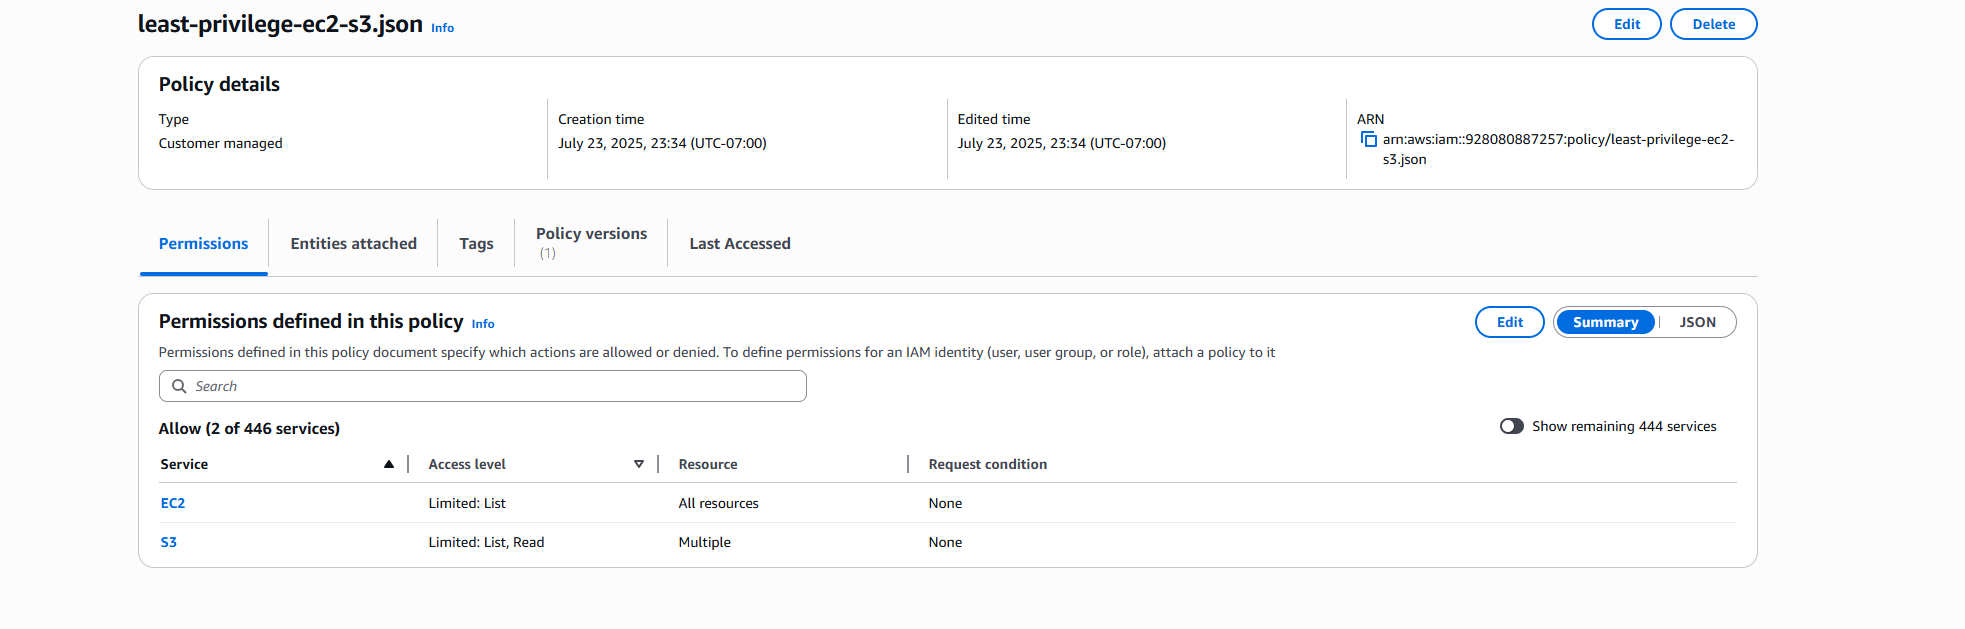 least-privilege-ec2-s3.json Info
Edit
Delete
Policy details
Type
Customer managed
Creation time
July 23, 2025, 23:34 (UTC-07:00)
Edited time
July 23, 2025, 23:34 (UTC-07:00)
ARN
arn:aws:iam::928080887257:policy/least-privilege-ec2-
s3.json
Permissions
Entities attached
Tags
Policy versions
(1)
Last Accessed
Permissions defined in this policy Info
Edit
Summary
JSON
Permissions defined in this policy document specify which actions are allowed or denied. To define permissions for an IAM identity (user, user group, or role), attach a policy to it
Search
Allow (2 of 446 services)
Show remaining 444 services
Service Access level Resource Request condition
EC2 Limited: List All resources None
S3 Limited: List, Read Multiple None